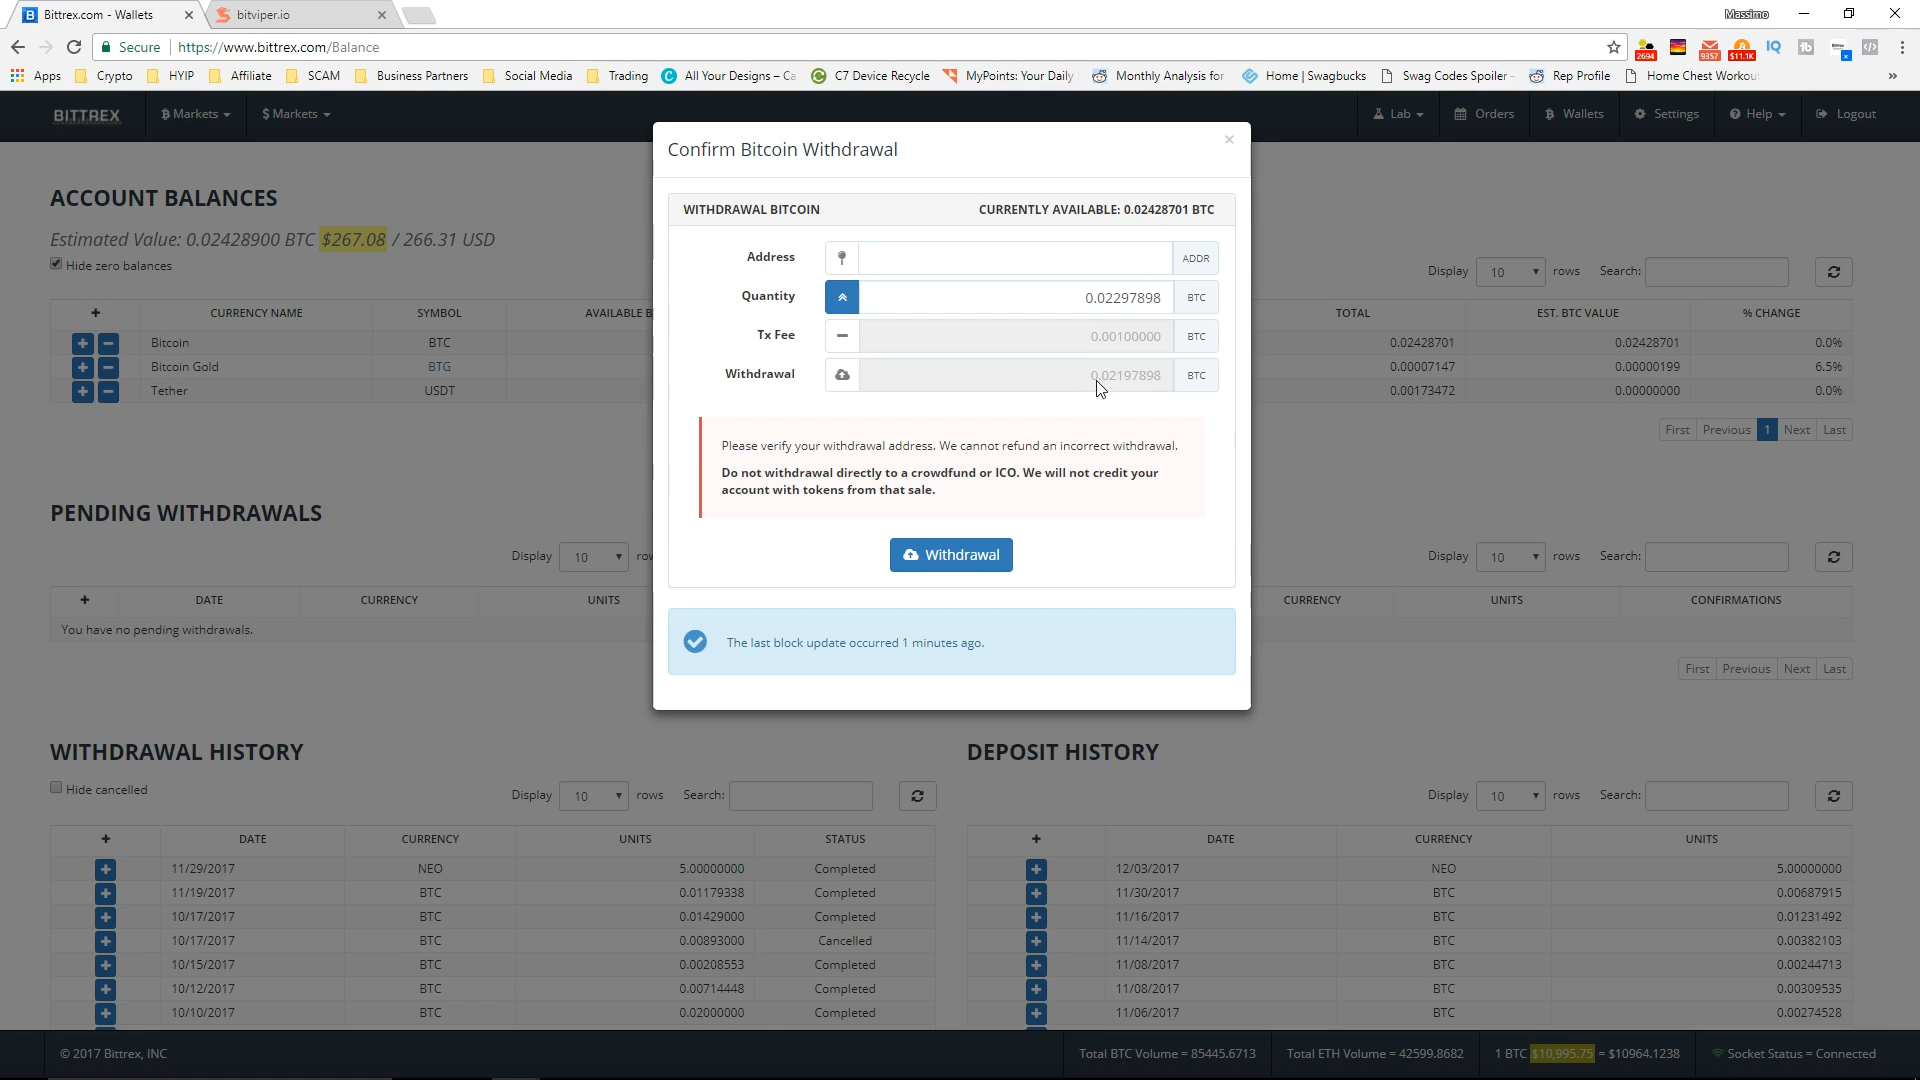 Bittrex.com - Wallets
bitviper.io
Massimo
Secure
https://www.bittrex.com/Balance
2694
9357
$11.1K
IQ
Apps
Crypto
HYIP
Affiliate
SCAM
Business Partners
Social Media
Trading
All Your Designs – Ca
C7 Device Recycle
MyPoints: Your Daily
Monthly Analysis for
Home | Swagbucks
Swag Codes Spoiler -
Rep Profile
Home Chest Workou
»
BITTREX
Markets
$ Markets
Lab
Orders
Wallets
Settings
Help
Logout
Confirm Bitcoin Withdrawal
×
WITHDRAWAL BITCOIN
CURRENTLY AVAILABLE: 0.02428701 BTC
Address
ADDR
Quantity
0.02297898
BTC
Tx Fee
0.00100000
BTC
Withdrawal
0.02197898
BTC
Please verify your withdrawal address. We cannot refund an incorrect withdrawal.
Do not withdrawal directly to a crowdfund or ICO. We will not credit your
account with tokens from that sale.
Withdrawal
The last block update occurred 1 minutes ago.
ACCOUNT BALANCES
Estimated Value: 0.02428900 BTC $267.08 / 266.31 USD
Hide zero balances
Display 10 rows Search:
+ CURRENCY NAME SYMBOL AVAILABLE B TOTAL EST. BTC VALUE % CHANGE
Bitcoin BTC 0.02428701 0.02428701 0.0%
Bitcoin Gold BTG 0.00007147 0.00000199 6.5%
Tether USDT 0.00173472 0.00000000 0.0%
First Previous 1 Next Last
PENDING WITHDRAWALS
Display 10 rov
Display 10 rows Search:
+ DATE CURRENCY UNITS
CURRENCY UNITS CONFIRMATIONS
You have no pending withdrawals.
First Previous Next Last
WITHDRAWAL HISTORY
Hide cancelled
Display 10 rows Search:
+ DATE CURRENCY UNITS STATUS
11/29/2017 NEO 5.00000000 Completed
11/19/2017 BTC 0.01179338 Completed
10/17/2017 BTC 0.01429000 Completed
10/17/2017 BTC 0.00893000 Cancelled
10/15/2017 BTC 0.00208553 Completed
10/12/2017 BTC 0.00714448 Completed
10/10/2017 BTC 0.02000000 Completed
DEPOSIT HISTORY
Display 10 rows Search:
+ DATE CURRENCY UNITS
12/03/2017 NEO 5.00000000
11/30/2017 BTC 0.00687915
11/16/2017 BTC 0.01231492
11/14/2017 BTC 0.00382103
11/08/2017 BTC 0.00244713
11/08/2017 BTC 0.00309535
11/06/2017 BTC 0.00274528
© 2017 Bittrex, INC
Total BTC Volume = 85445.6713
Total ETH Volume = 42599.8682
1 BTC $10,995.75 = $10964.1238
Socket Status = Connected